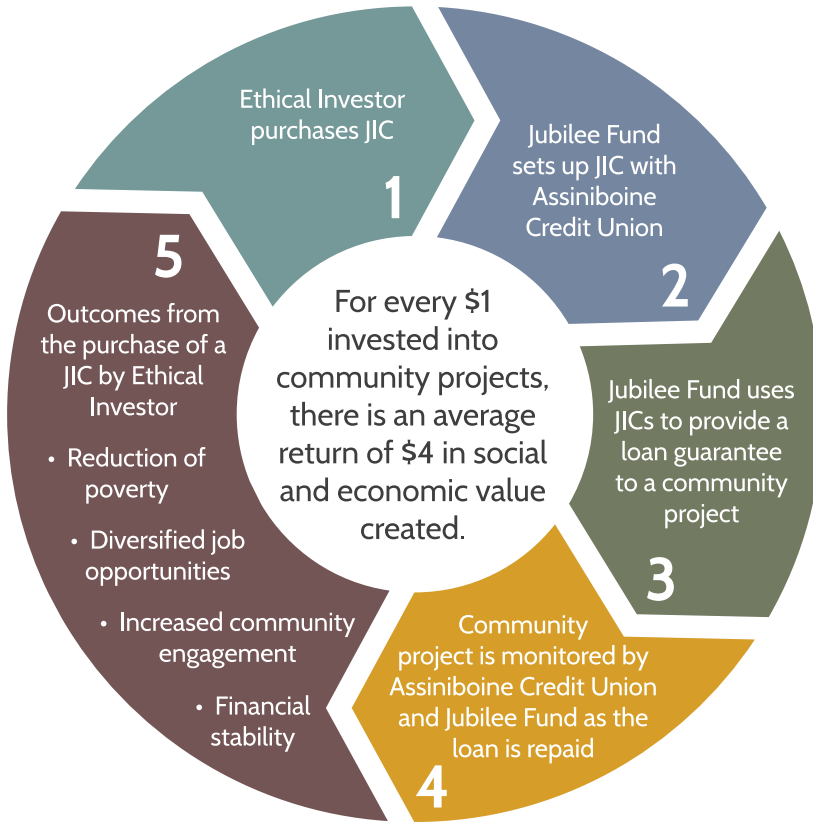 Ethical Investor
purchases JIC
1
Jubilee Fund
sets up JIC with
Assiniboine
Credit Union
2
Jubilee Fund uses
JICs to provide a
loan guarantee
to a community
project
3
Community
project is monitored by
Assiniboine Credit Union
and Jubilee Fund as the
loan is repaid
4
5
Outcomes from
the purchase of a
JIC by Ethical
Investor
• Reduction of
poverty
• Diversified job
opportunities
• Increased community
engagement
• Financial
stability
For every $1
invested into
community projects,
there is an average
return of $4 in social
and economic value
created.